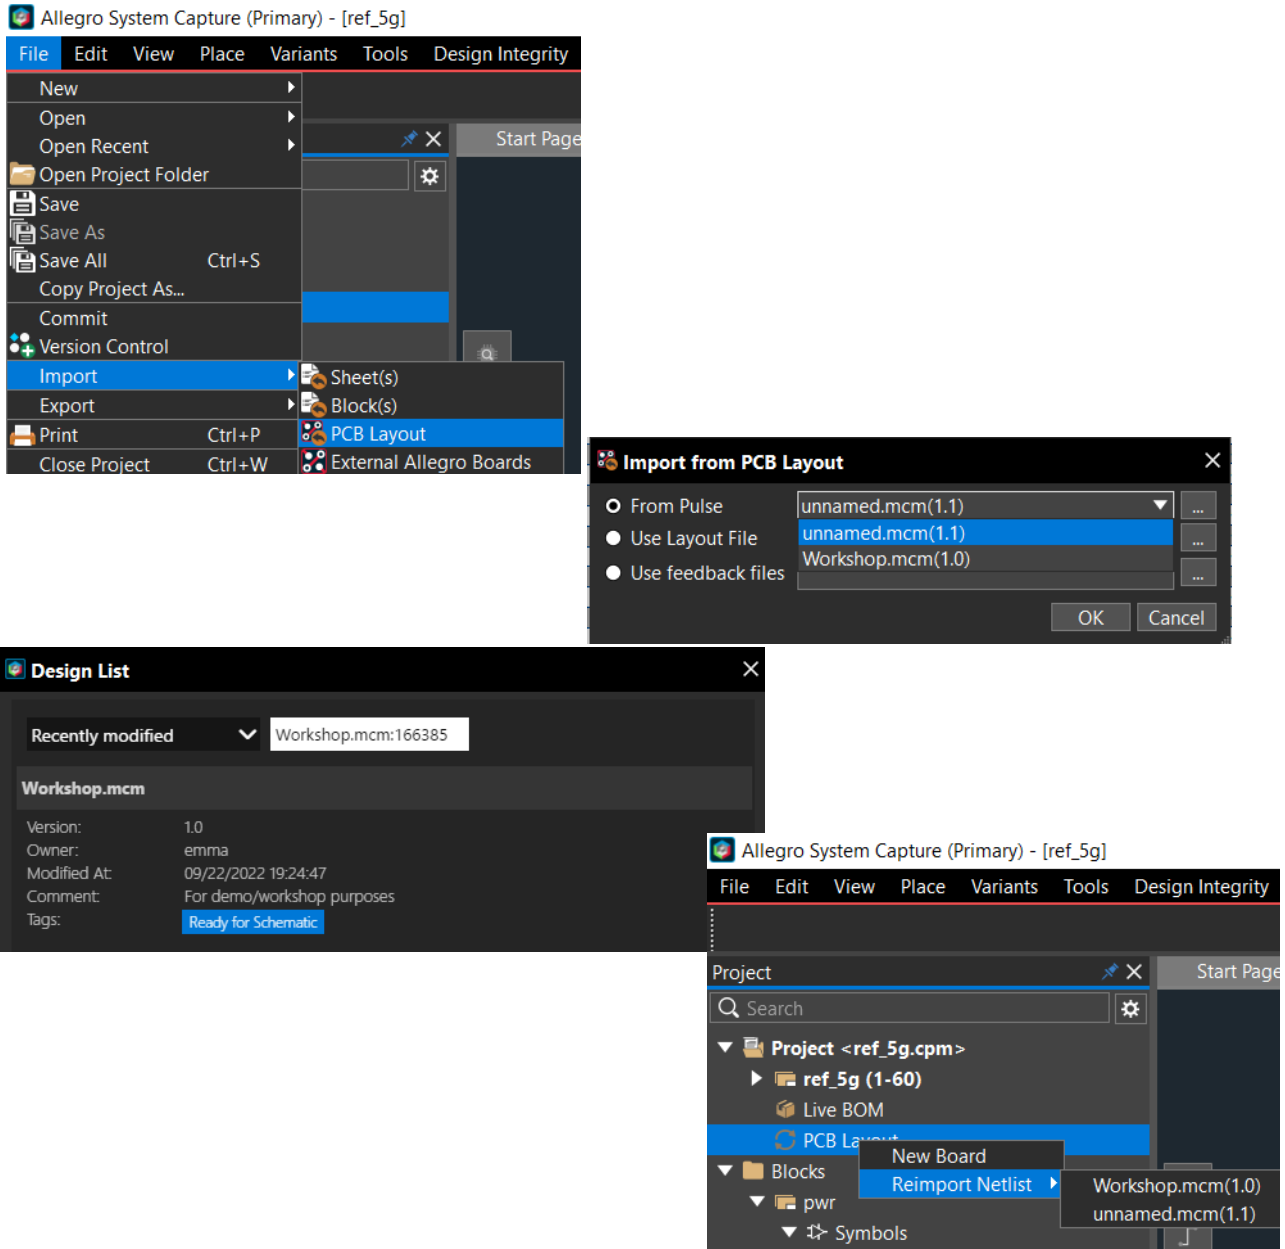 Allegro System Capture (Primary) - [ref_5g]
File Edit View Place Variants Tools Design Integrity
New
Open
Open Recent
Open Project Folder
Save
Save As
Save All Ctrl+S
Copy Project As...
Commit
Version Control
Import
Export
Print Ctrl+P
Close Project Ctrl+W
Start Page
Sheet(s)
Block(s)
PCB Layout
External Allegro Boards
Import from PCB Layout
From Pulse unnamed.mcm(1.1) ...
unnamed.mcm(1.1)
Use Layout File ...
Workshop.mcm(1.0)
Use feedback files ...
OK Cancel
Design List
Recently modified Workshop.mcm:166385
Workshop.mcm
Version: 1.0
Owner: emma
Modified At: 09/22/2022 19:24:47
Comment: For demo/workshop purposes
Tags: Ready for Schematic
Allegro System Capture (Primary) - [ref_5g]
File Edit View Place Variants Tools Design Integrity
Project Start Page
Search
Project <ref_5g.cpm>
ref_5g (1-60)
Live BOM
PCB Layout
New Board
Blocks
Reimport Netlist
Workshop.mcm(1.0)
pwr
unnamed.mcm(1.1)
Symbols